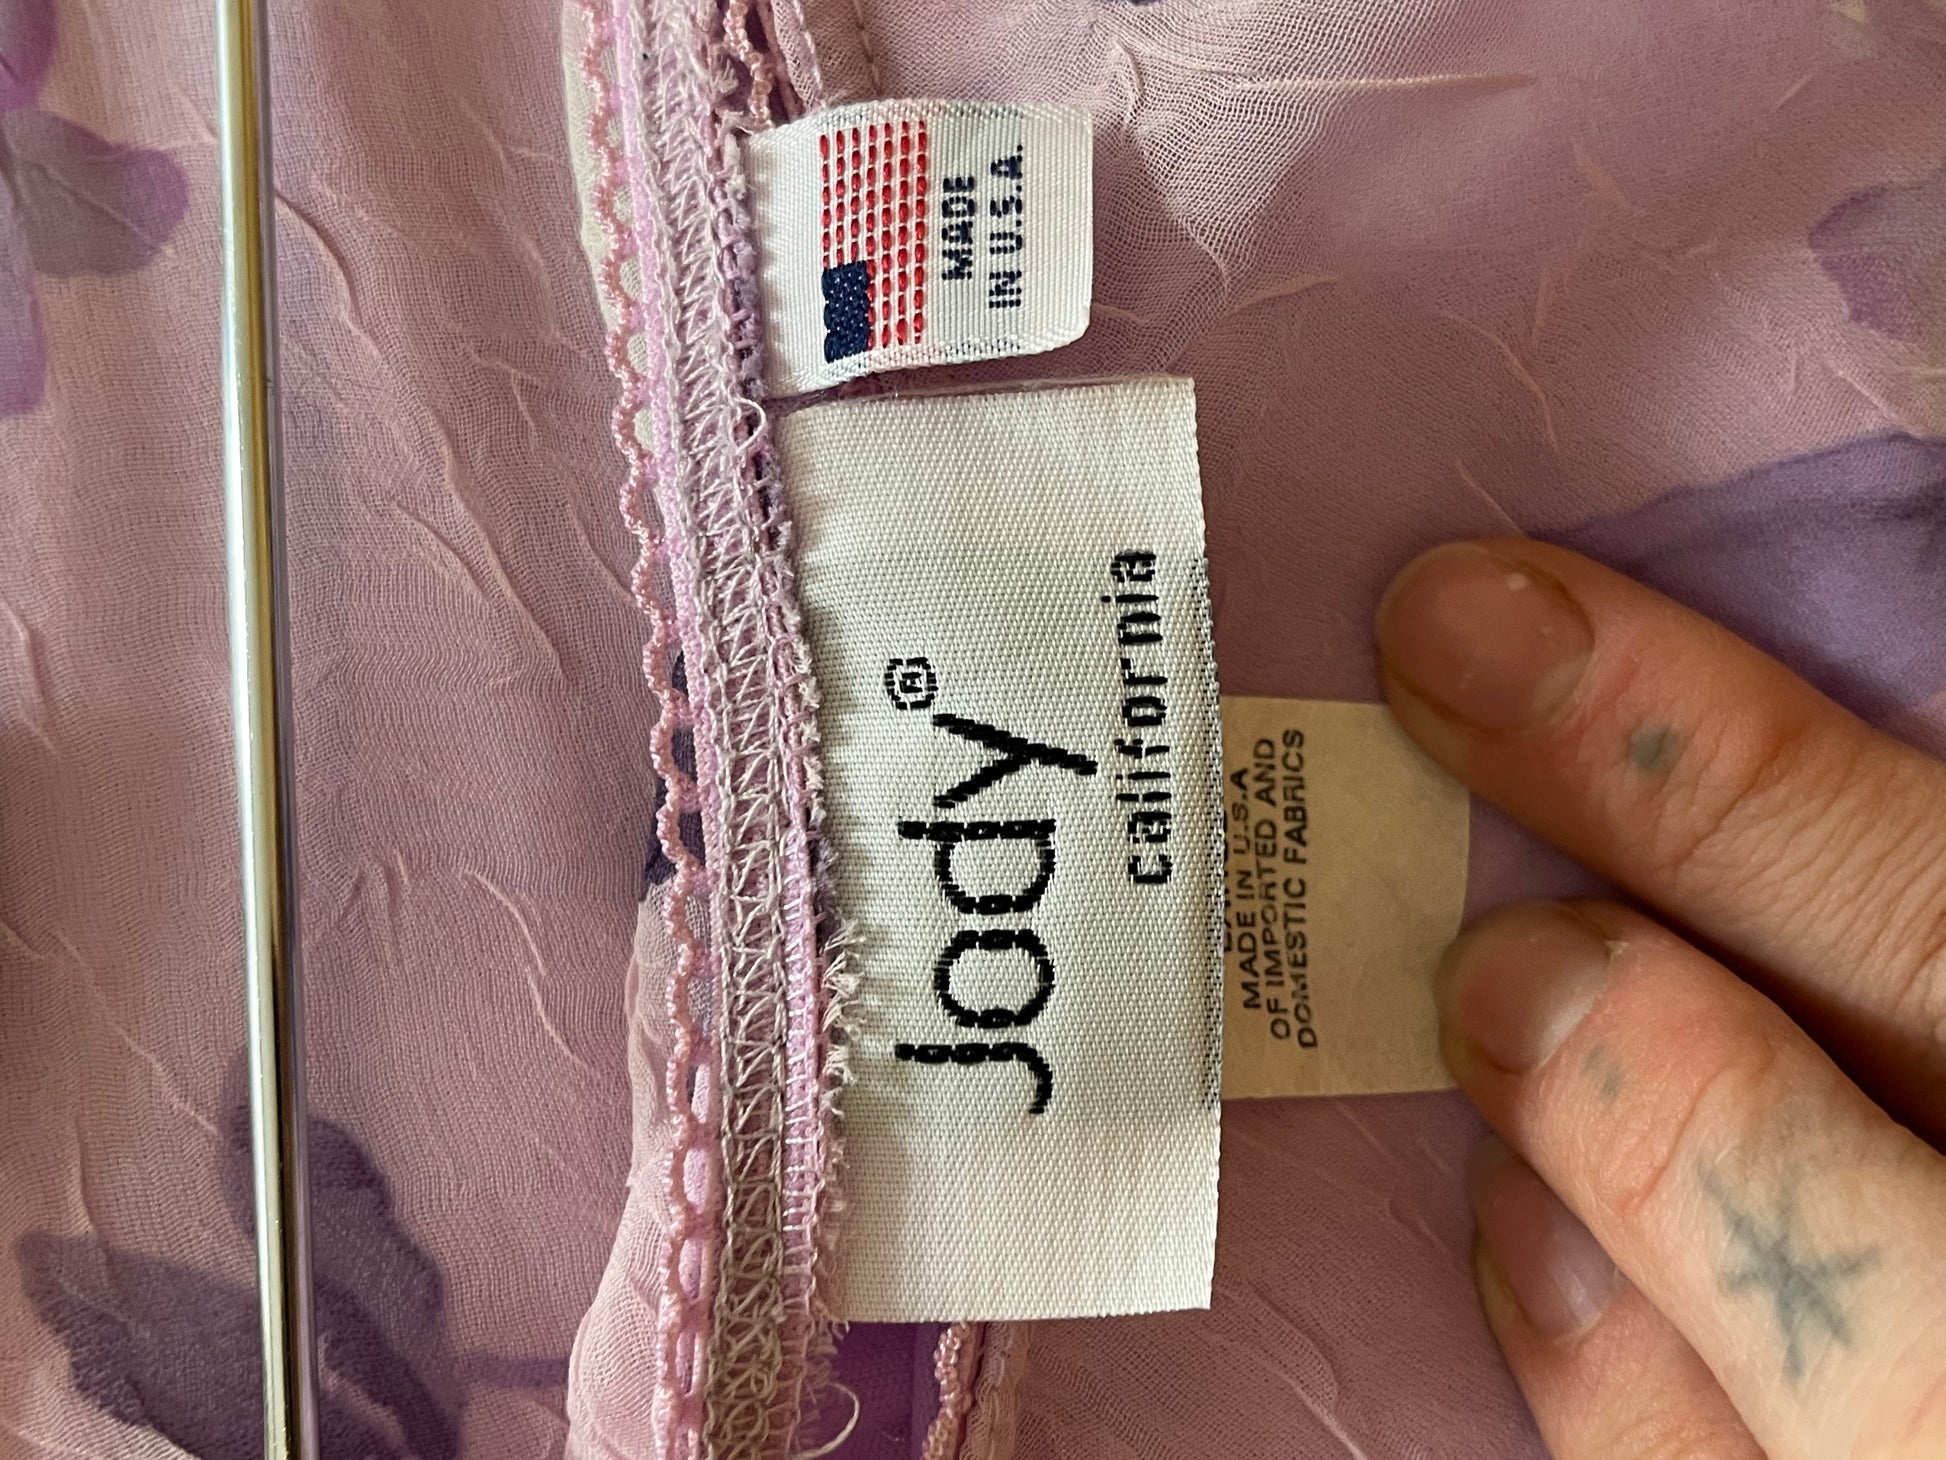 MADE
IN U.S.A.
Jody®
california
MADE IN U.S.A
OF IMPORTED AND
DOMESTIC FABRICS